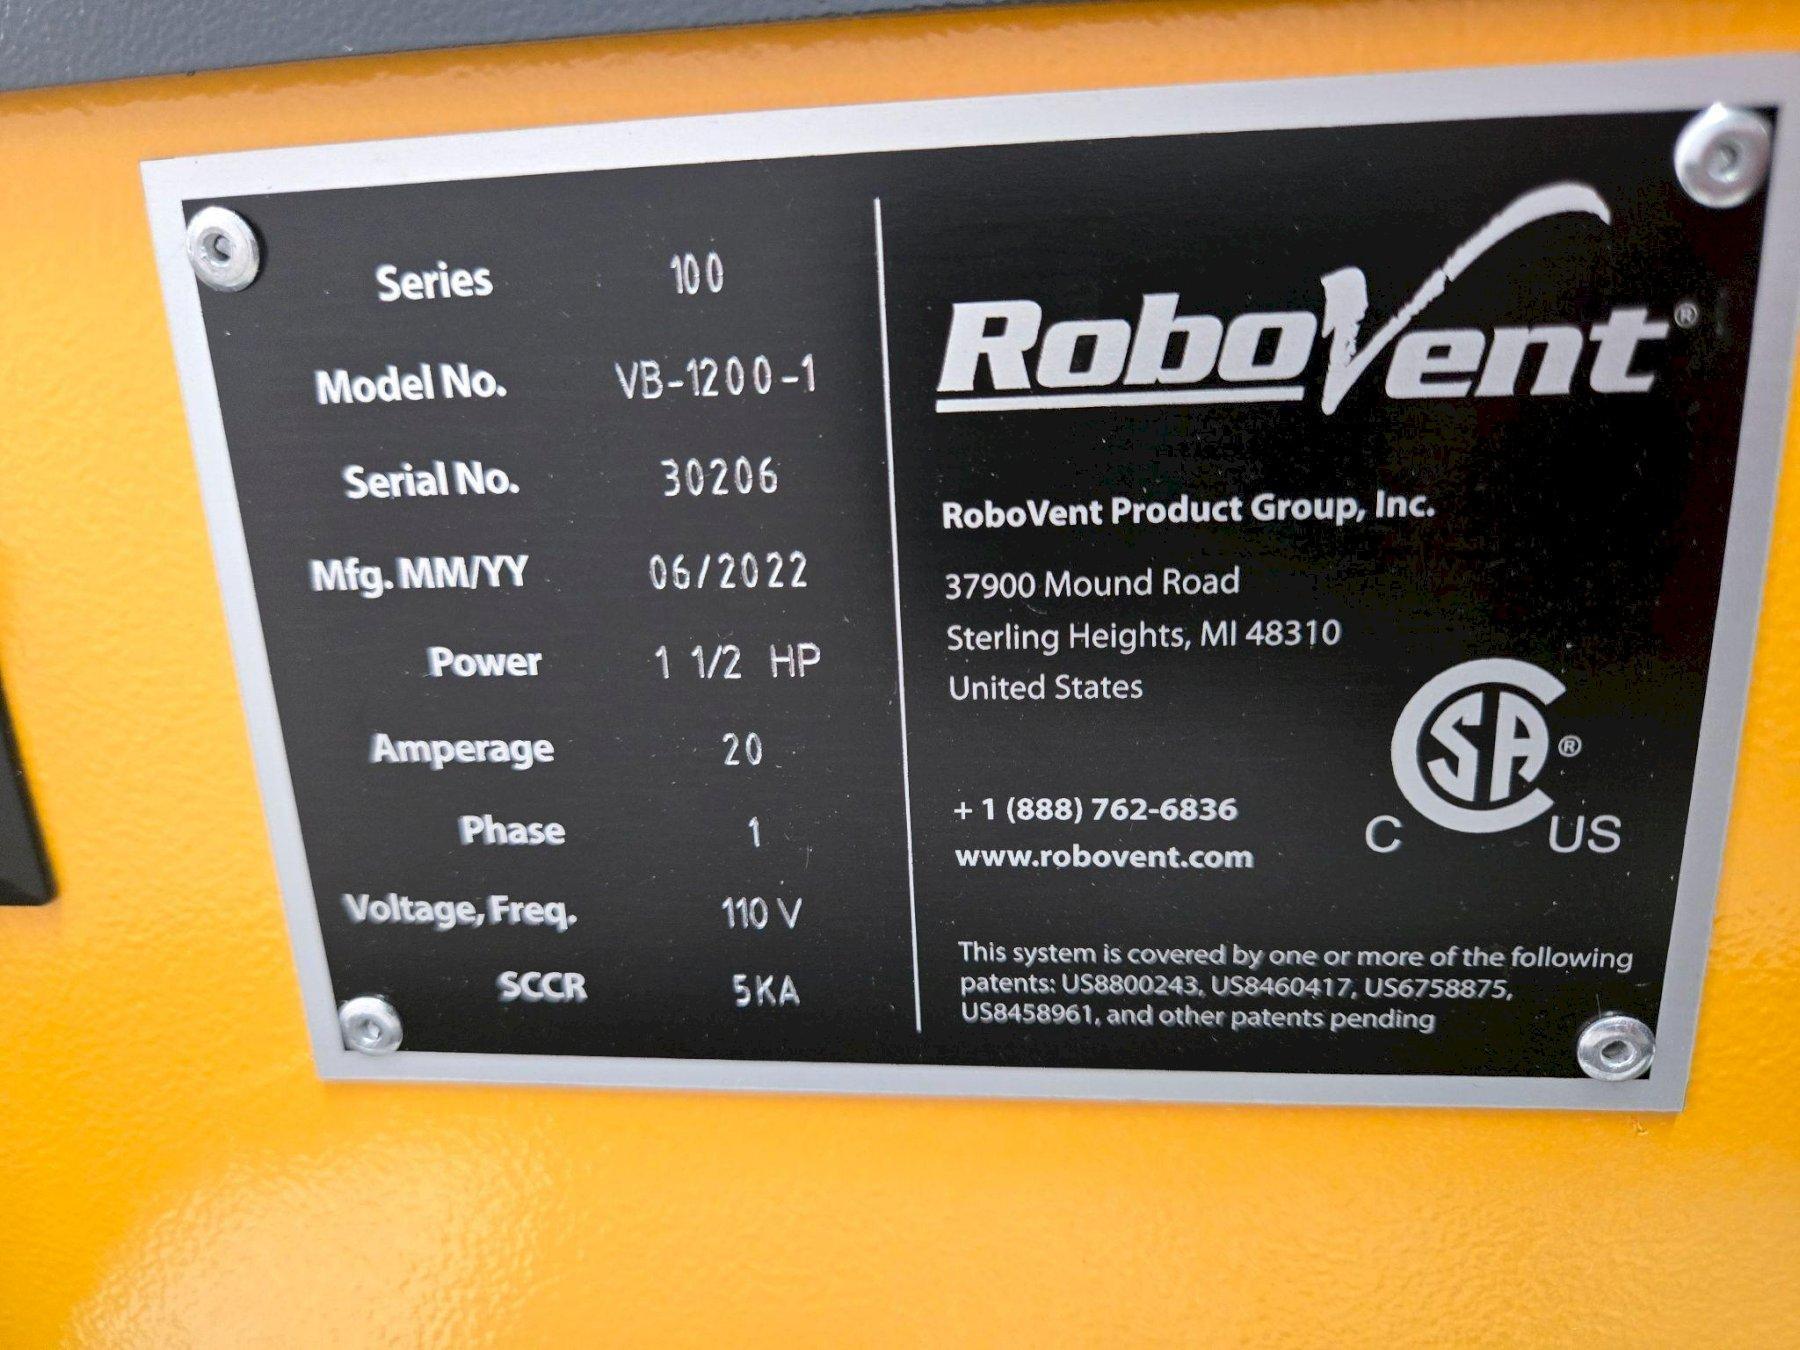 Series 100
Model No. VB-1200-1
Serial No. 30206
Mfg. MM/YY 06/2022
Power 1 1/2 HP
Amperage 20
Phase 1
Voltage, Freq. 110 V
SCCR 5KA
RoboVent®
RoboVent Product Group, Inc.
37900 Mound Road
Sterling Heights, MI 48310
United States
+ 1 (888) 762-6836
www.robovent.com
CSA®
C US
This system is covered by one or more of the following
patents: US8800243, US8460417, US6758875,
US8458961, and other patents pending